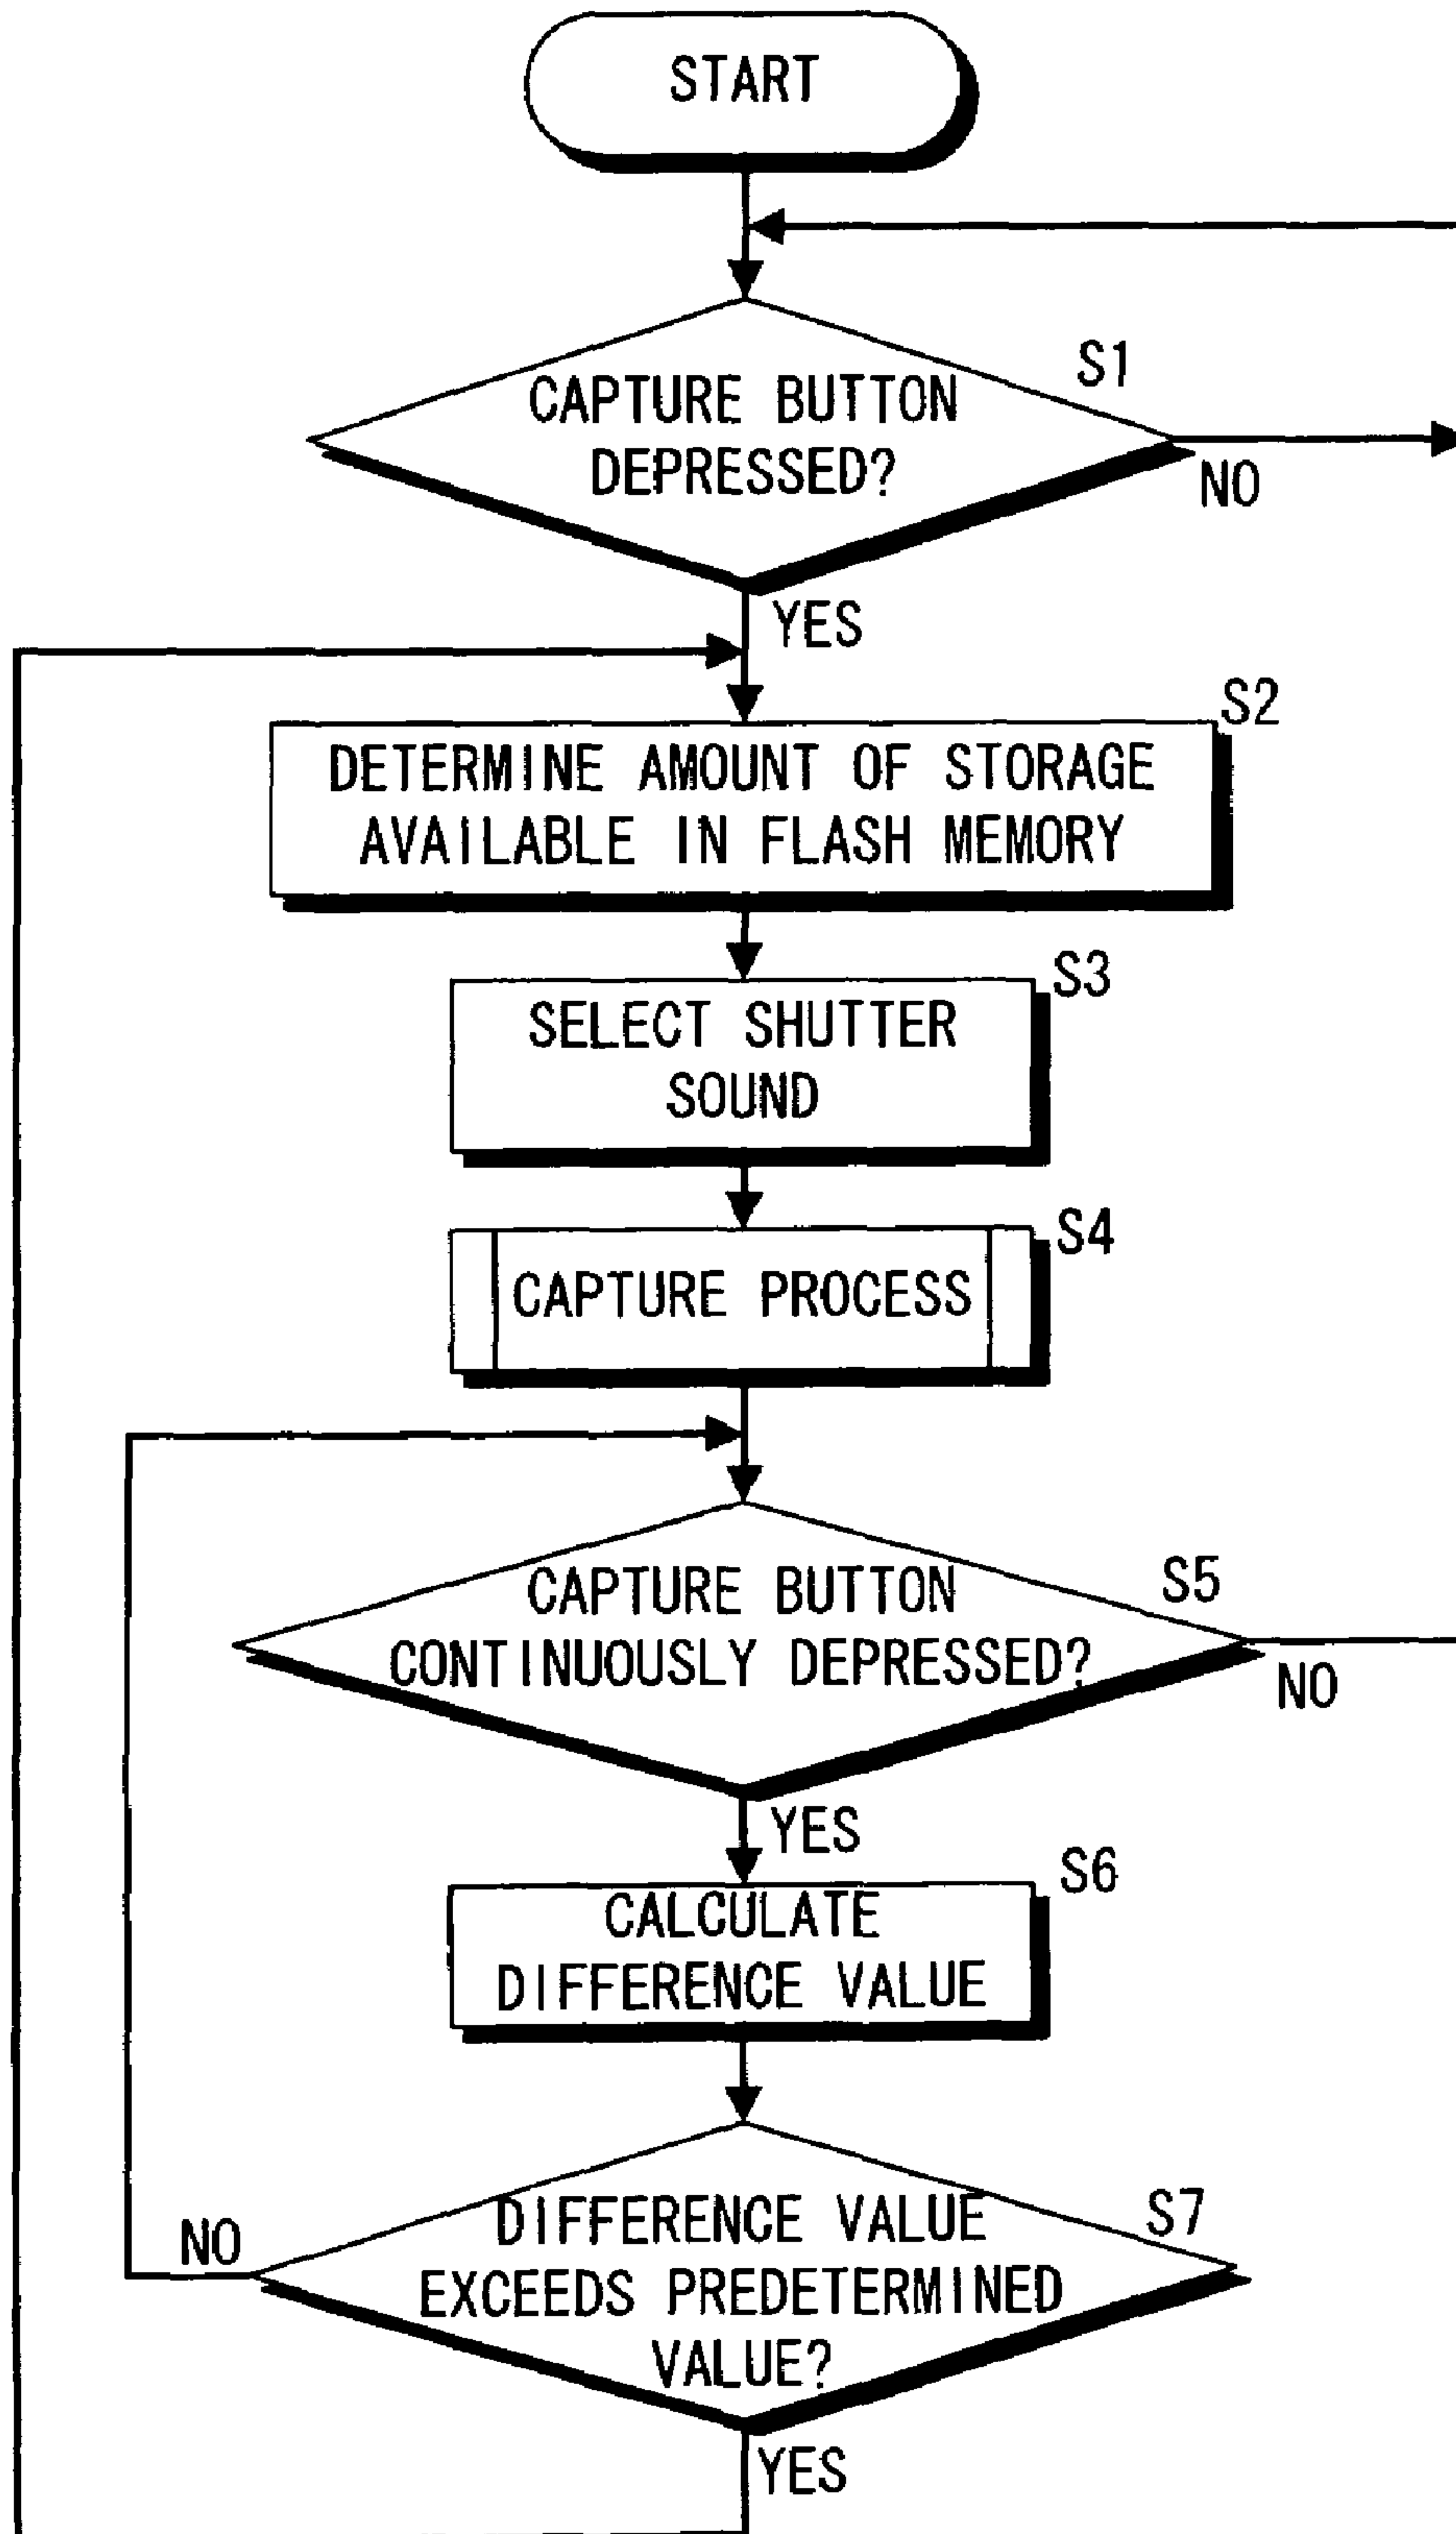 START
S1
CAPTURE BUTTON
DEPRESSED?
NO
YES
S2
DETERMINE AMOUNT OF STORAGE
AVAILABLE IN FLASH MEMORY
S3
SELECT SHUTTER
SOUND
S4
CAPTURE PROCESS
S5
CAPTURE BUTTON
CONTINUOUSLY DEPRESSED?
NO
YES
S6
CALCULATE
DIFFERENCE VALUE
S7
NO
DIFFERENCE VALUE
EXCEEDS PREDETERMINED
VALUE?
YES